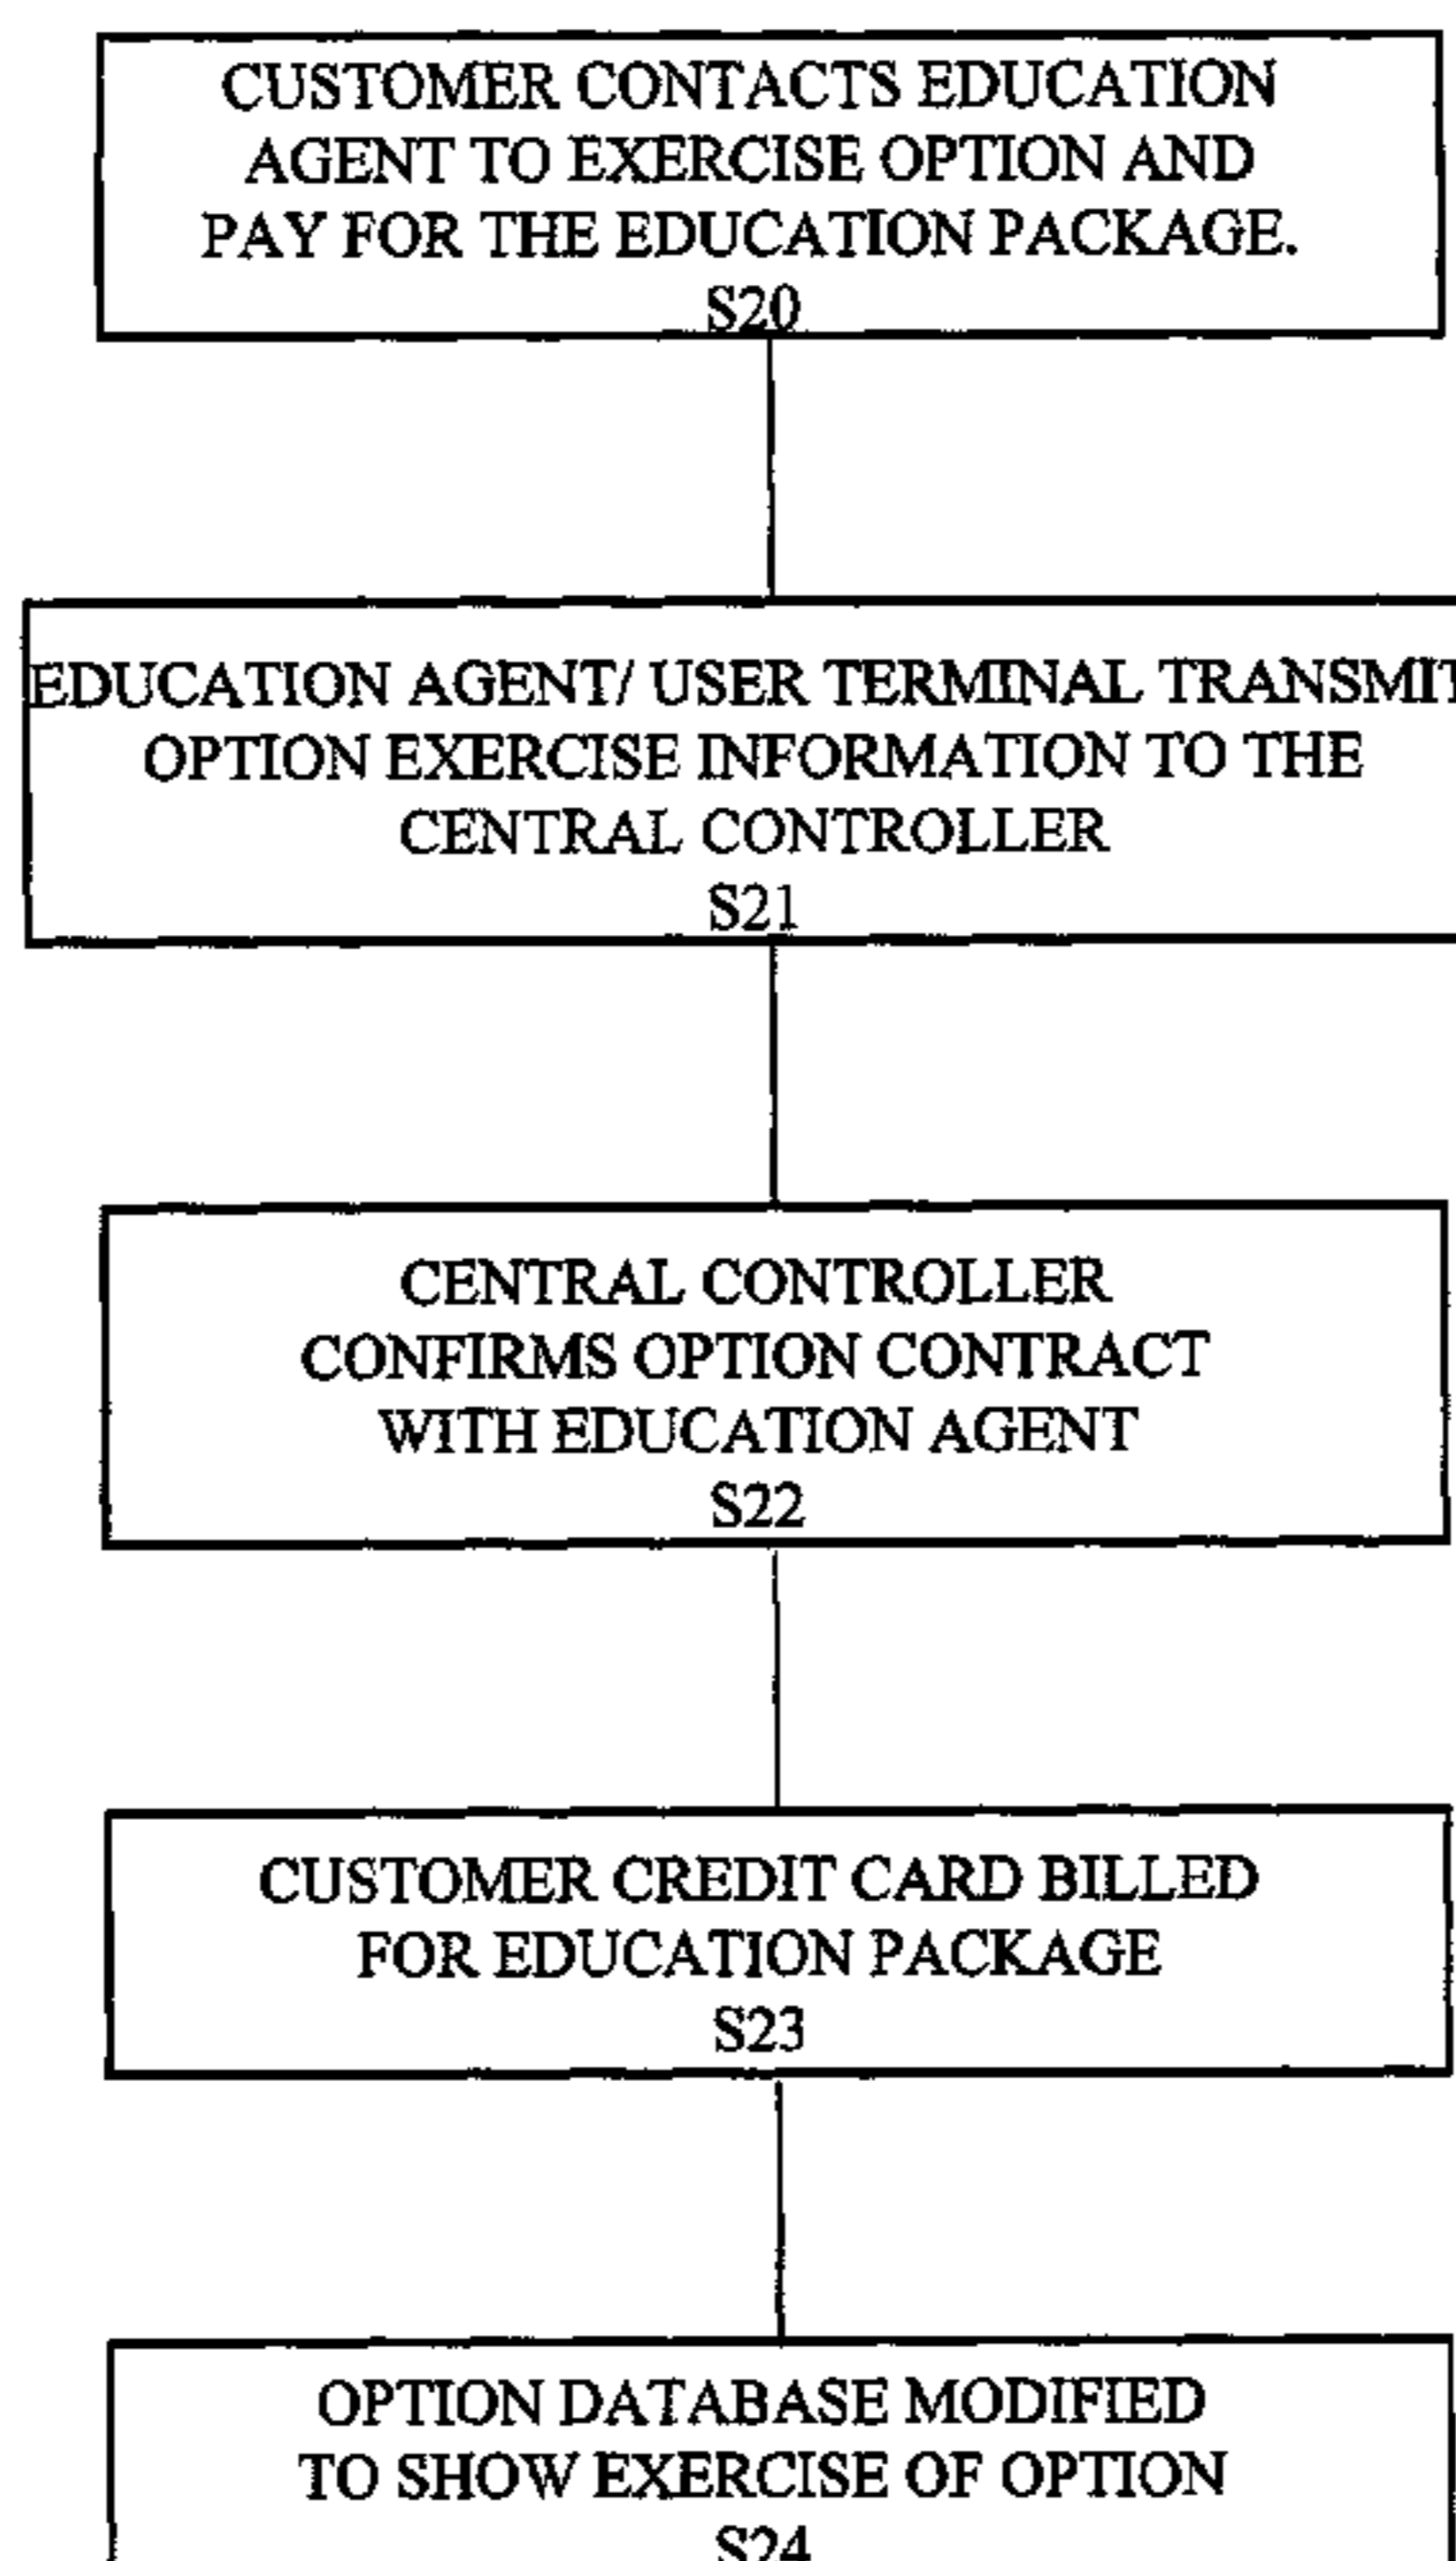 CUSTOMER CONTACTS EDUCATION
AGENT TO EXERCISE OPTION AND
PAY FOR THE EDUCATION PACKAGE.
S20
EDUCATION AGENT/ USER TERMINAL TRANSMIT
OPTION EXERCISE INFORMATION TO THE
CENTRAL CONTROLLER
S21
CENTRAL CONTROLLER
CONFIRMS OPTION CONTRACT
WITH EDUCATION AGENT
S22
CUSTOMER CREDIT CARD BILLED
FOR EDUCATION PACKAGE
S23
OPTION DATABASE MODIFIED
TO SHOW EXERCISE OF OPTION
S24